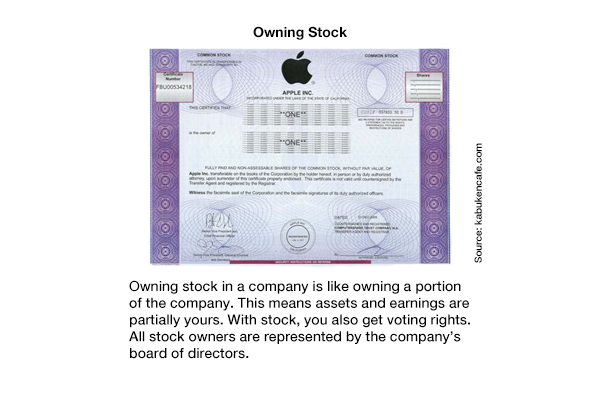 Owning Stock
COMMON STOCK
COMMON STOCK
Certificate
Number
FBU00534218
Shares
APPLE INC.
INCORPORATED UNDER THE LAWS OF THE STATE OF CALIFORNIA
THIS CERTIFIES THAT
**ONE**
is the owner of
**ONE**
FULLY PAID AND NON-ASSESSABLE SHARES OF THE COMMON STOCK, WITHOUT PAR VALUE, OF
Apple Inc. transferable on the books of the Corporation by the holder hereof, in person or by duly authorized
attorney, upon surrender of this certificate properly endorsed. This certificate is not valid until countersigned by the
Transfer Agent and registered by the Registrar.
Witness the facsimile seal of the Corporation and the facsimile signatures of its duly authorized officers.
Source: kabukencafe.com
Owning stock in a company is like owning a portion
of the company. This means assets and earnings are
partially yours. With stock, you also get voting rights.
All stock owners are represented by the company’s
board of directors.